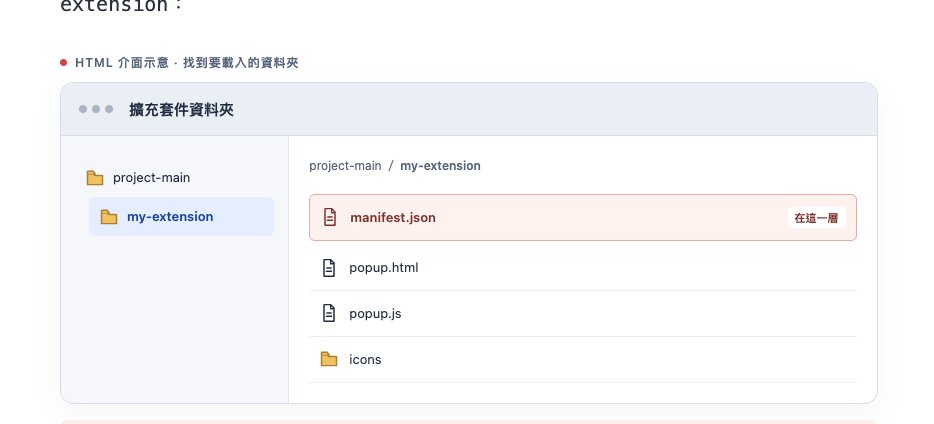 extension：
HTML 介面示意 · 找到要載入的資料夾
擴充套件資料夾
project-main
my-extension
project-main / my-extension
manifest.json
在這一層
popup.html
popup.js
icons